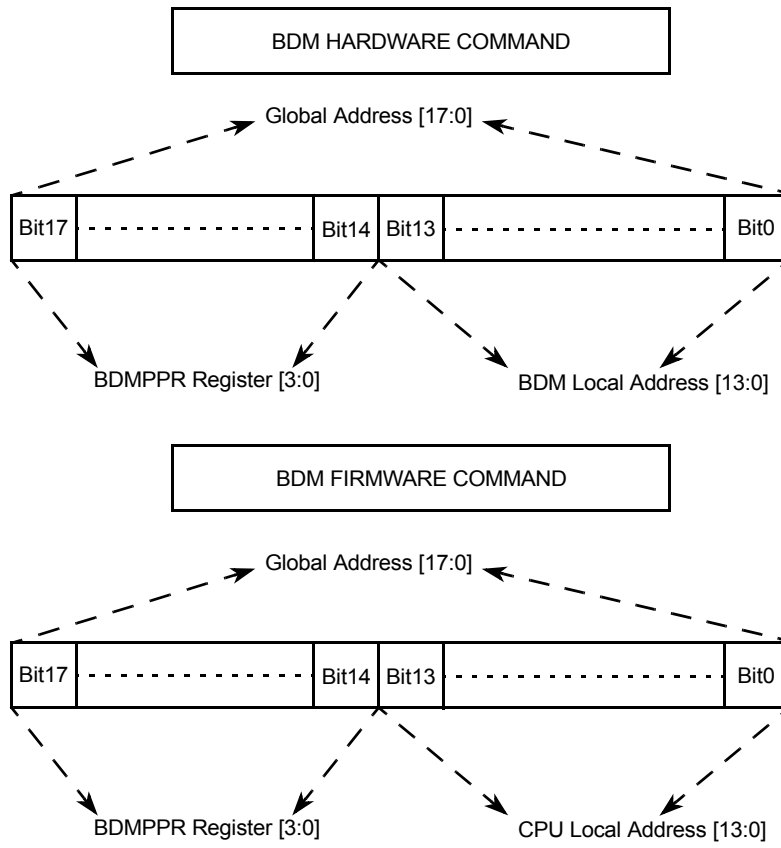 BDM HARDWARE COMMAND
Global Address [17:0]
Bit17 Bit14 Bit13 Bit0
BDMPPR Register [3:0] BDM Local Address [13:0]
BDM FIRMWARE COMMAND
Global Address [17:0]
Bit17 Bit14 Bit13 Bit0
BDMPPR Register [3:0] CPU Local Address [13:0]